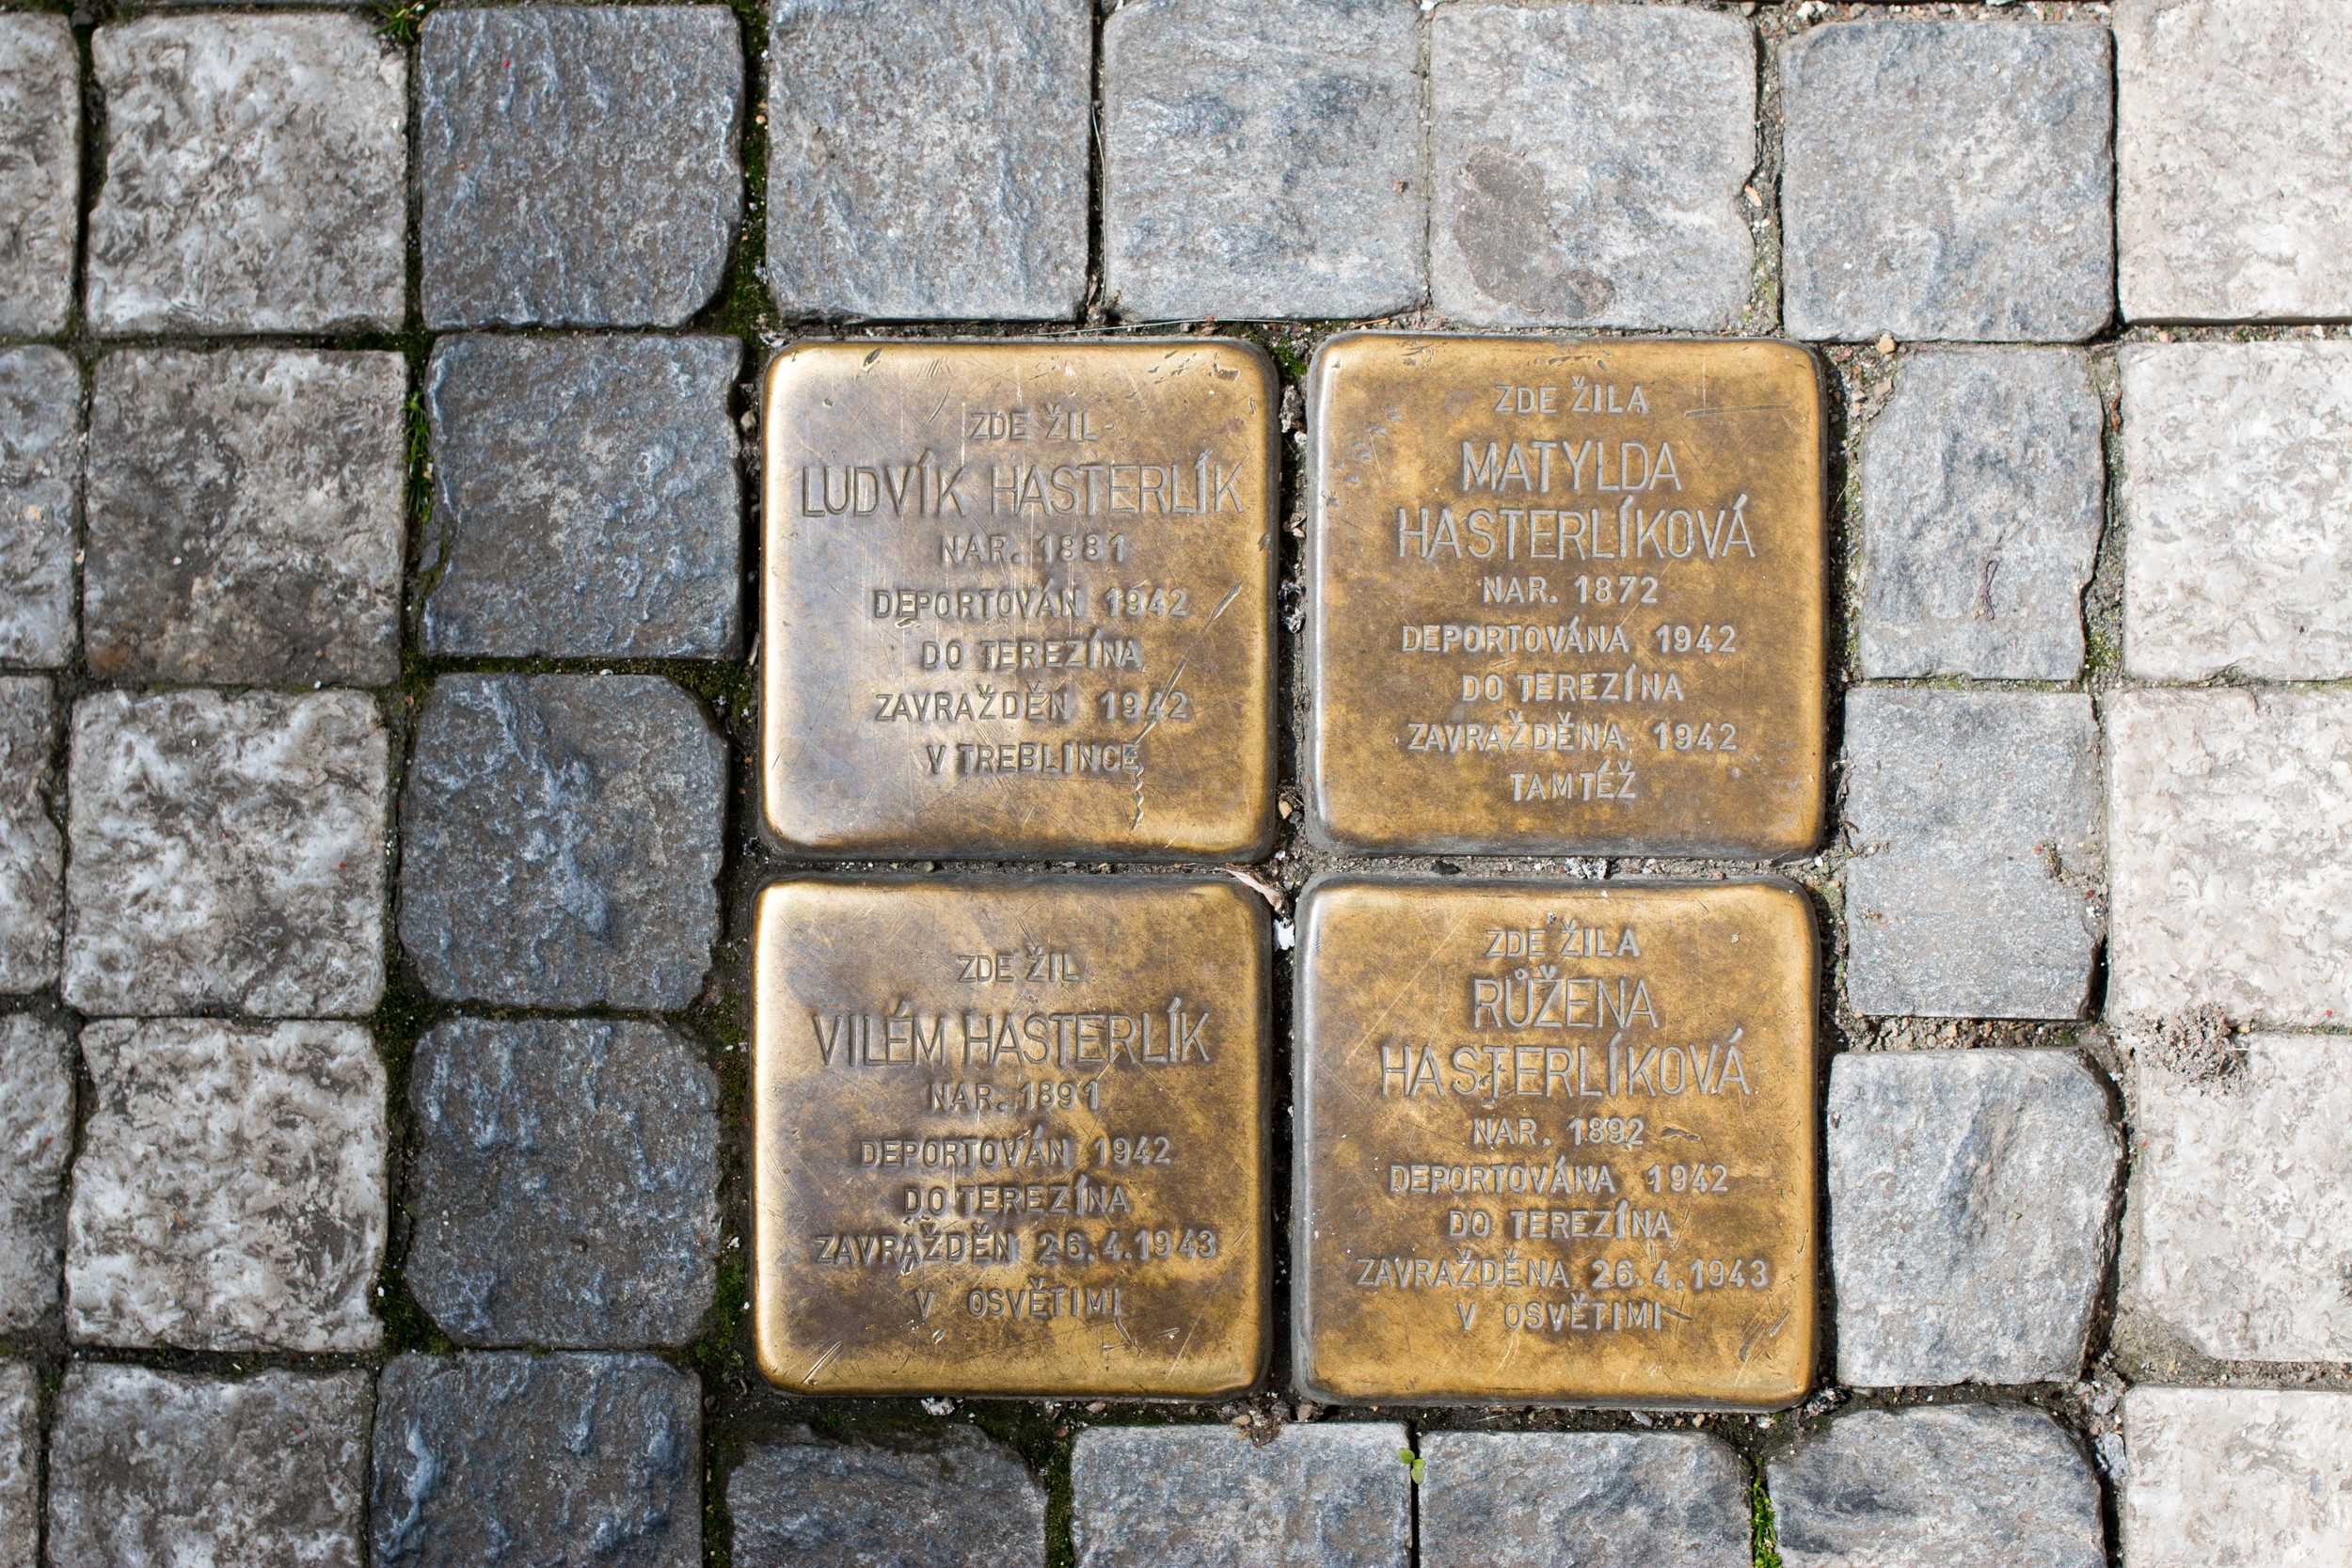 ZDE ŽIL
LUDVÍK HASTERLÍK
NAR. 1881
DEPORTOVÁN 1942
DO TEREZÍNA
ZAVRAŽDĚN 1942
V TREBLINCE
ZDE ŽILA
MATYLDA
HASTERLÍKOVÁ
NAR. 1872
DEPORTOVÁNA 1942
DO TEREZÍNA
ZAVRAŽDĚNA 1942
TAMTÉŽ
ZDE ŽIL
VILÉM HASTERLÍK
NAR. 1891
DEPORTOVÁN 1942
DO TEREZÍNA
ZAVRAŽDĚN 26.4.1943
V OSVĚTIMI
ZDE ŽILA
RŮŽENA
HASTERLÍKOVÁ
NAR. 1892
DEPORTOVÁNA 1942
DO TEREZÍNA
ZAVRAŽDĚNA 26.4.1943
V OSVĚTIMI